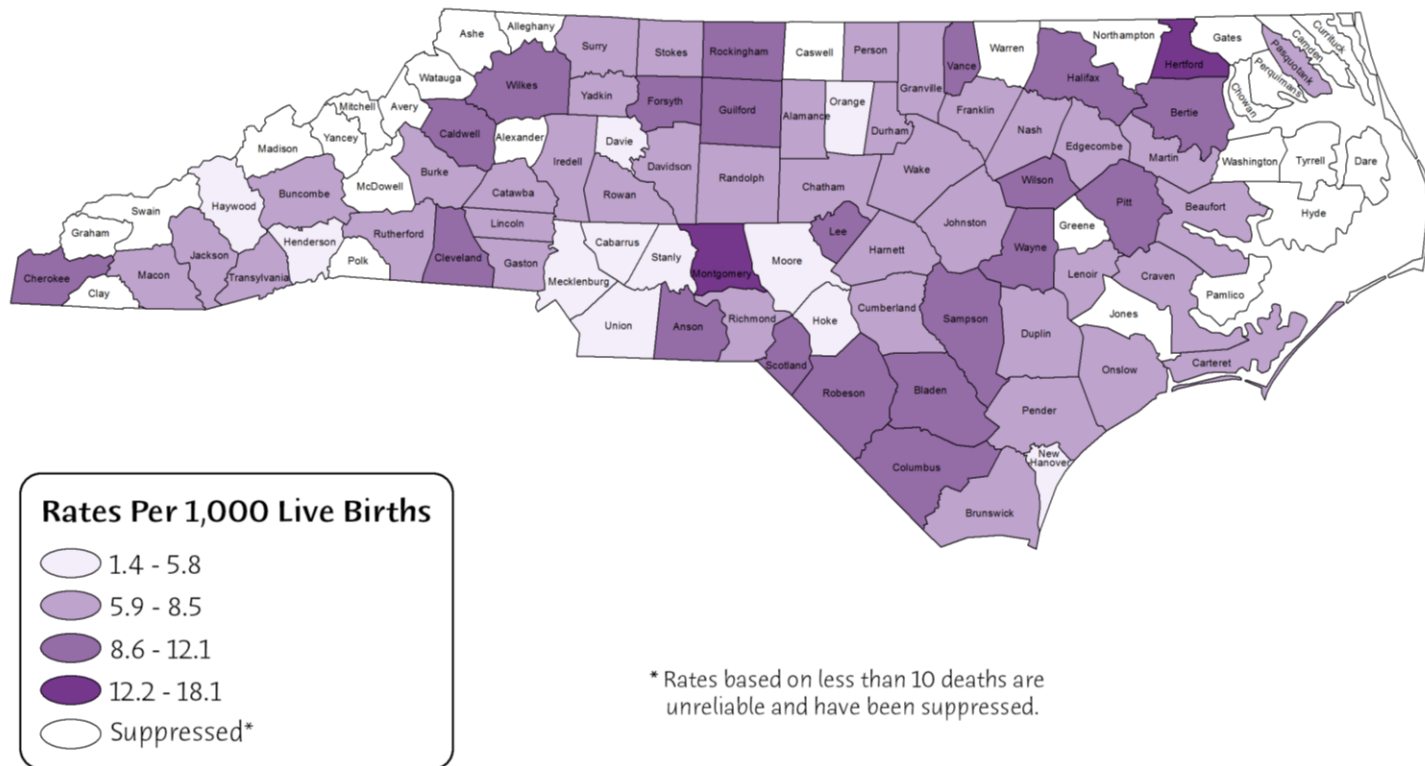 Ashe
Alleghany
Surry
Stokes
Rockingham
Caswell
Person
Granville
Vance
Warren
Northampton
Hertford
Gates
Currituck
Camden
Pasquotank
Perquimans
Chowan
Watauga
Wilkes
Yadkin
Forsyth
Guilford
Alamance
Orange
Durham
Franklin
Halifax
Bertie
Mitchell
Avery
Caldwell
Alexander
Davie
Nash
Edgecombe
Martin
Washington
Tyrrell
Dare
Madison
Yancey
McDowell
Burke
Iredell
Davidson
Randolph
Chatham
Wake
Wilson
Pitt
Beaufort
Hyde
Swain
Haywood
Buncombe
Catawba
Rowan
Johnston
Greene
Graham
Jackson
Henderson
Rutherford
Lincoln
Cabarrus
Stanly
Montgomery
Moore
Lee
Harnett
Wayne
Lenoir
Craven
Pamlico
Cherokee
Clay
Macon
Transylvania
Polk
Cleveland
Gaston
Mecklenburg
Union
Anson
Richmond
Hoke
Cumberland
Sampson
Duplin
Jones
Carteret
Scotland
Robeson
Bladen
Onslow
Pender
Columbus
New
Hanover
Brunswick
Rates Per 1,000 Live Births
1.4 - 5.8
5.9 - 8.5
8.6 - 12.1
12.2 - 18.1
Suppressed*
* Rates based on less than 10 deaths are
unreliable and have been suppressed.